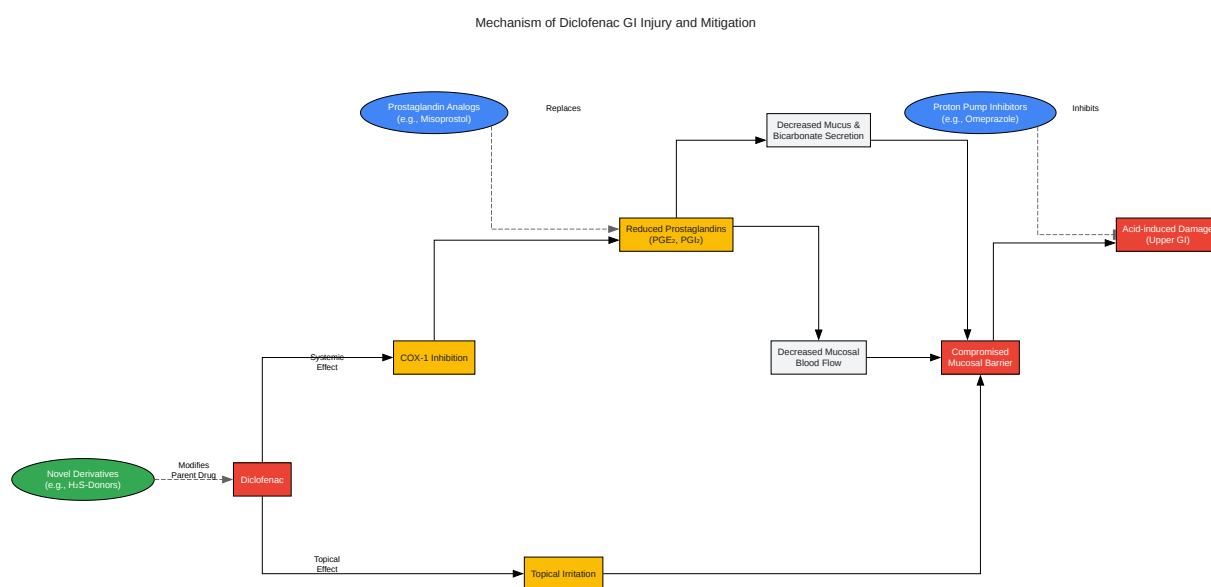 Mechanism of Diclofenac GI Injury and Mitigation
Prostaglandin Analogs
(e.g., Misoprostol)
Replaces
Decreased Mucus &
Bicarbonate Secretion
Proton Pump Inhibitors
(e.g., Omeprazole)
Inhibits
Reduced Prostaglandins
(PGE₂, PGI₂)
Acid-induced Damage
(Upper GI)
Systemic
Effect
COX-1 Inhibition
Decreased Mucosal
Blood Flow
Compromised
Mucosal Barrier
Novel Derivatives
(e.g., H₂S-Donors)
Modifies
Parent Drug
Diclofenac
Topical
Effect
Topical Irritation